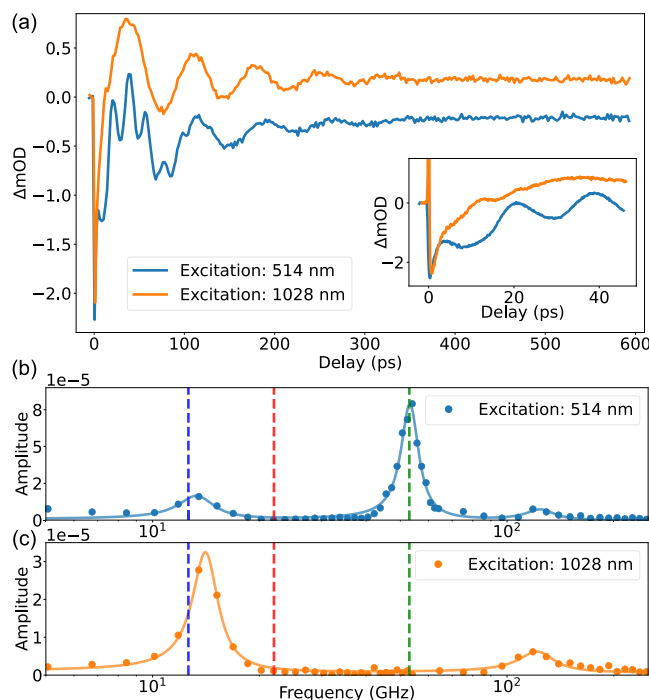 (a)
0.5
0.0
−0.5
−1.0
−1.5
−2.0
ΔmOD
Excitation: 514 nm
Excitation: 1028 nm
0
−2
ΔmOD
0 20 40
Delay (ps)
0 100 200 300 400 500 600
Delay (ps)
(b)
1e−5
8
5
2
0
Amplitude
Excitation: 514 nm
10¹ 10²
(c)
1e−5
3
2
1
0
Amplitude
Excitation: 1028 nm
10¹ 10²
Frequency (GHz)